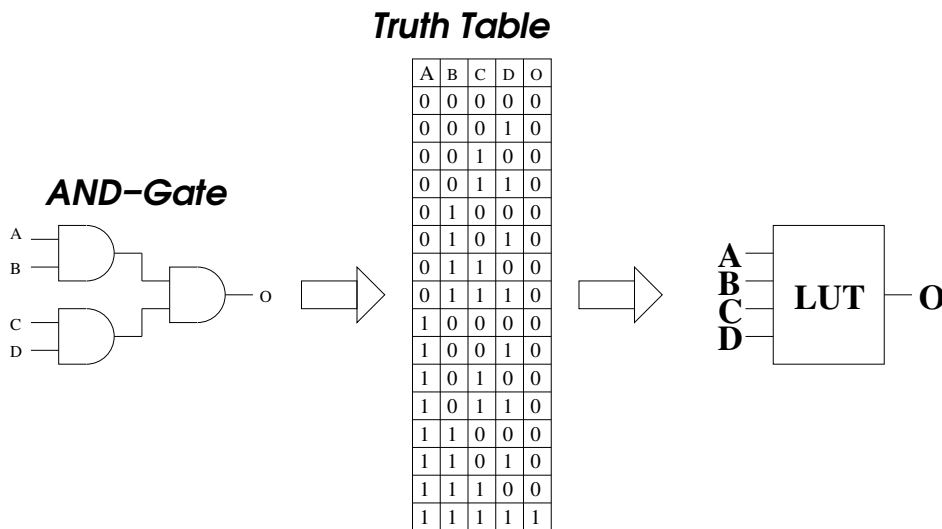 Truth Table
A B C D O
0 0 0 0 0
0 0 0 1 0
0 0 1 0 0
0 0 1 1 0
0 1 0 0 0
0 1 0 1 0
0 1 1 0 0
0 1 1 1 0
1 0 0 0 0
1 0 0 1 0
1 0 1 0 0
1 0 1 1 0
1 1 0 0 0
1 1 0 1 0
1 1 1 0 0
1 1 1 1 1
AND-Gate
A
B
C
D
O
A
B
C
D
LUT
O